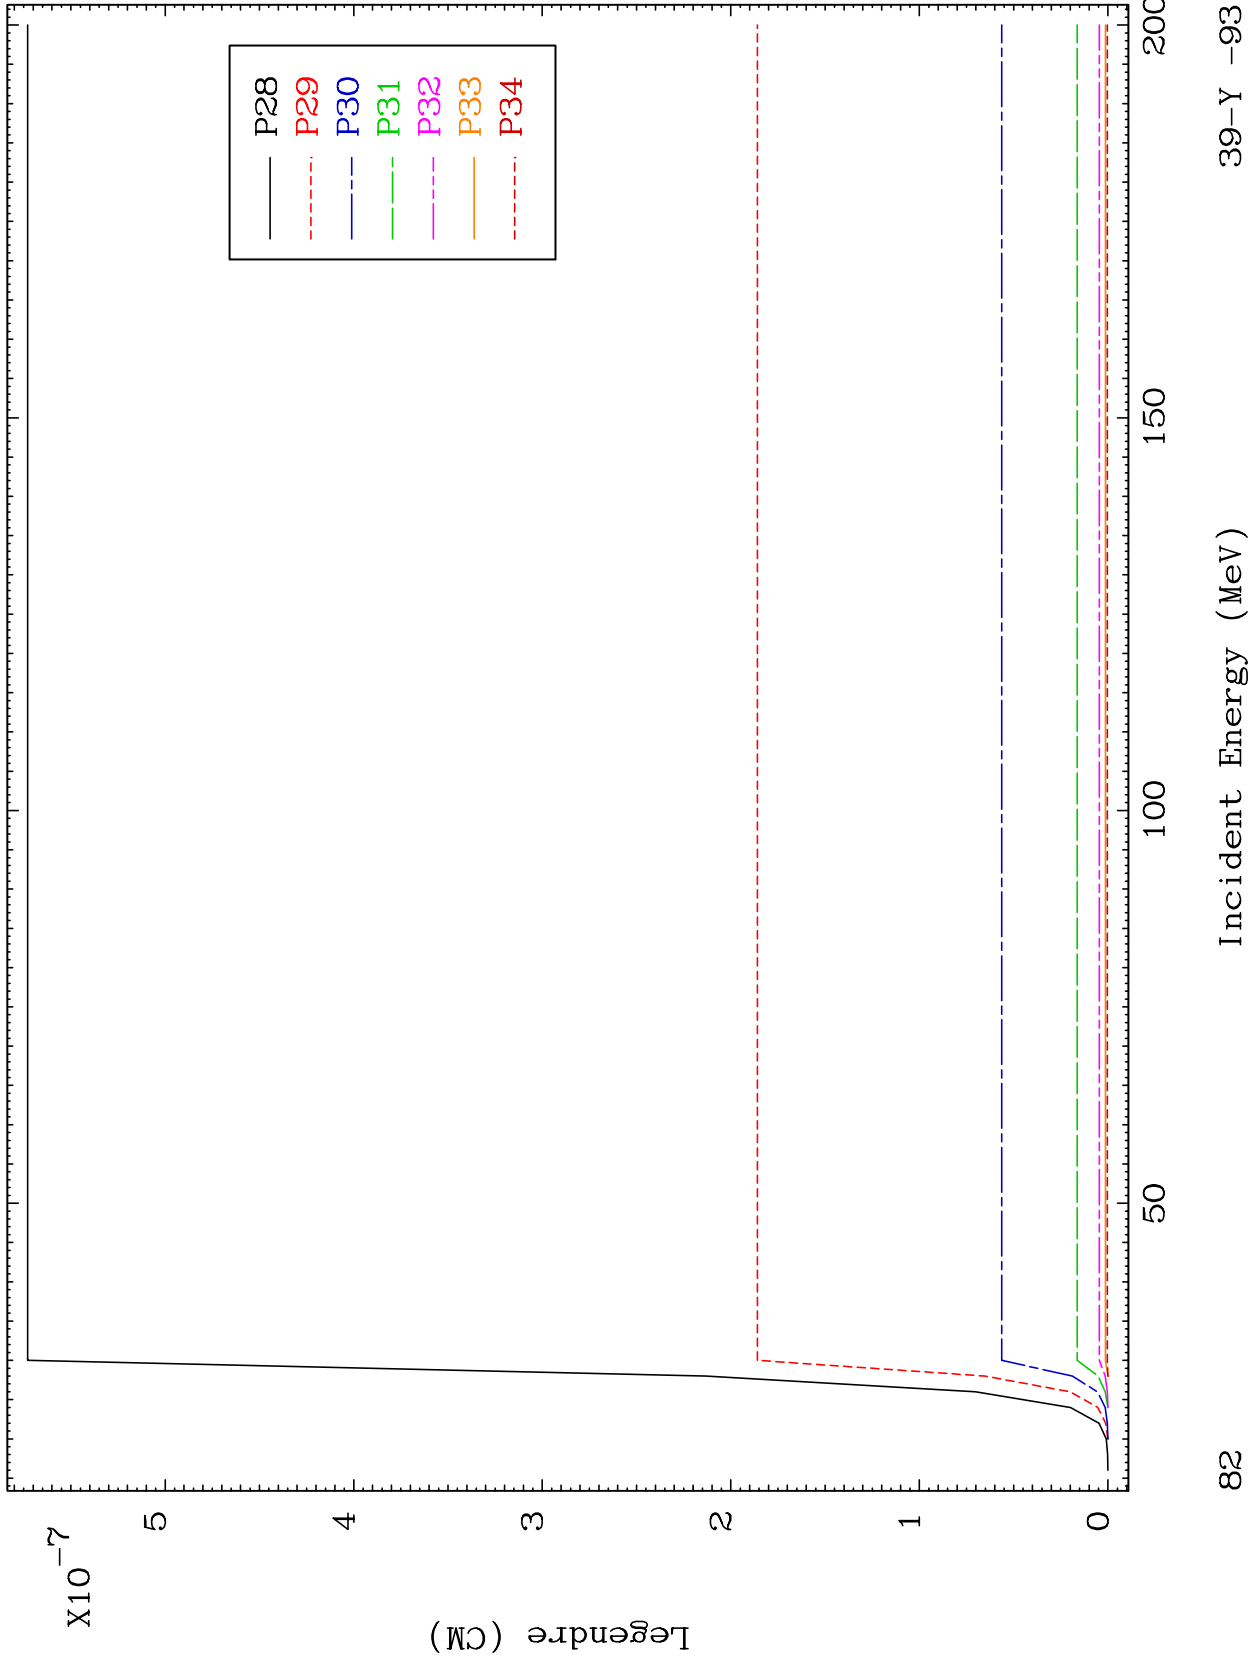 X10-7
Legendre (CM)
5
4
3
2
1
0
P28
P29
P30
P31
P32
P33
P34
50
100
150
200
Incident Energy (MeV)
82
39-Y -93